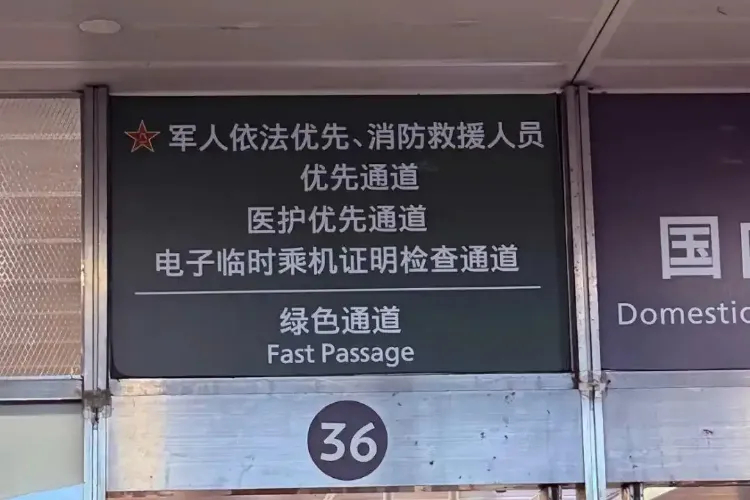 军人依法优先、消防救援人员
优先通道
医护优先通道
电子临时乘机证明检查通道
绿色通道
Fast Passage
36
国
Domestic